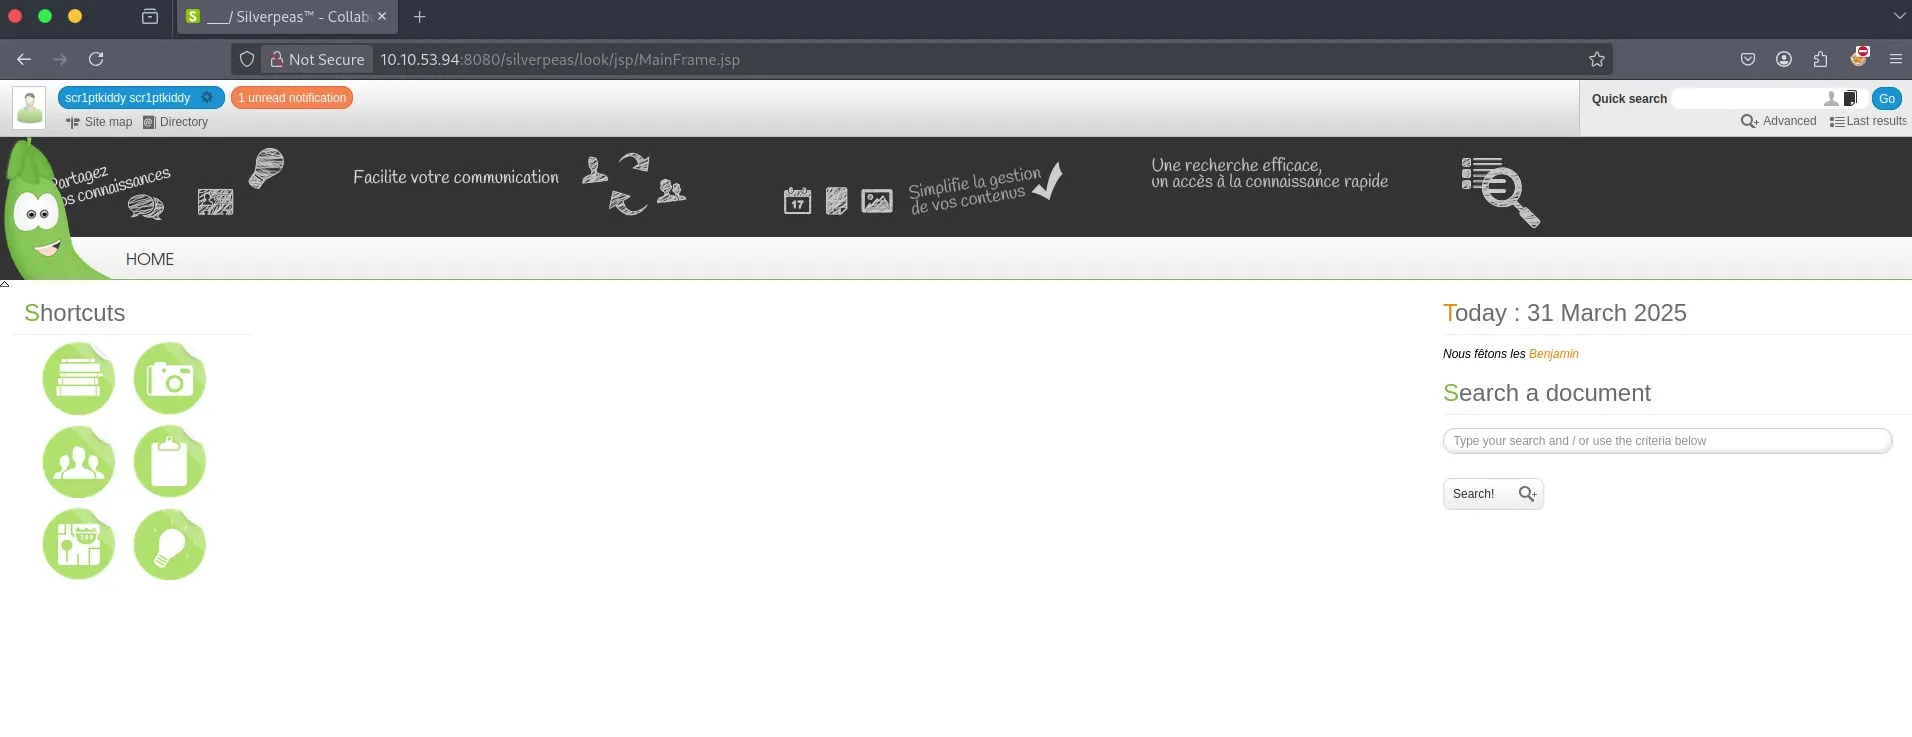 ___/ Silverpeas™ - Collab
Not Secure
10.10.53.94:8080/silverpeas/look/jsp/MainFrame.jsp
scr1ptkiddy scr1ptkiddy
1 unread notification
Site map
Directory
Quick search
Go
Advanced
Last results
Partagez
vos connaissances
Facilite votre communication
17
Simplifie la gestion
de vos contenus
Une recherche efficace,
un accès à la connaissance rapide
HOME
Shortcuts
Today : 31 March 2025
Nous fêtons les Benjamin
Search a document
Type your search and / or use the criteria below
Search!